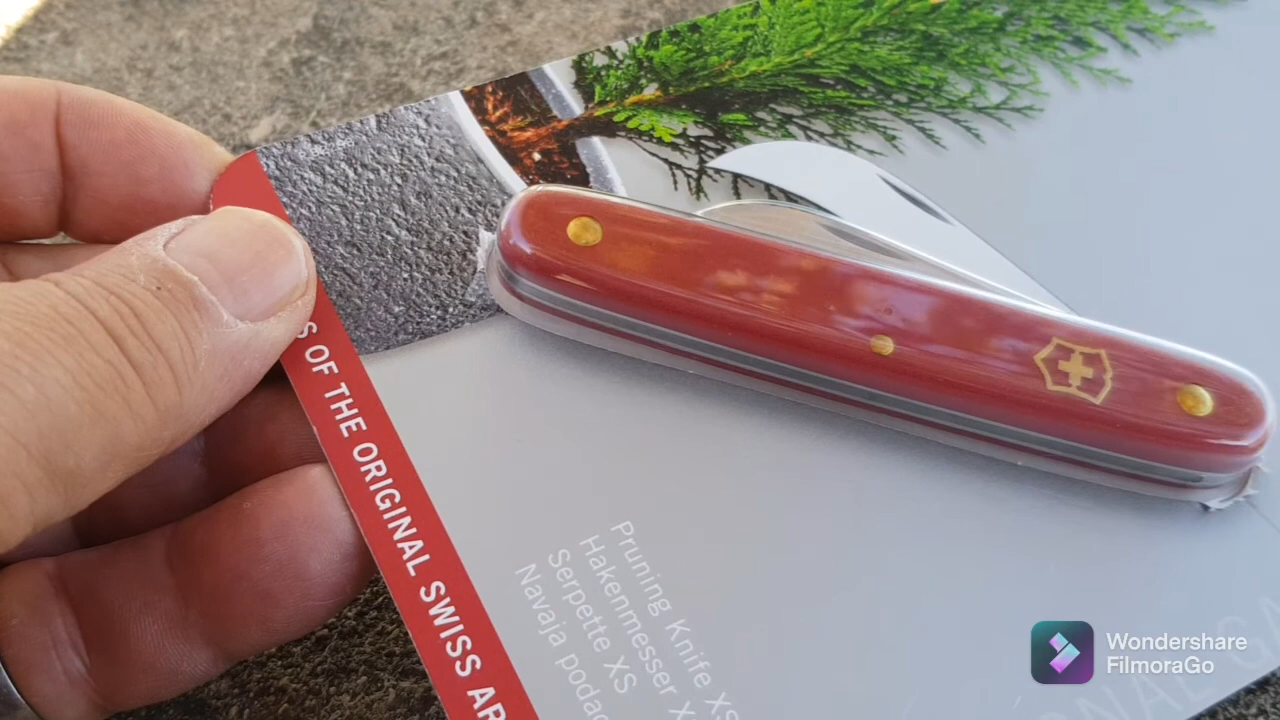 S OF THE ORIGINAL SWISS AR
Pruning Knife XS
Hakenmesser X
Serpette XS
Navaja podad
Wondershare
FilmoraGo